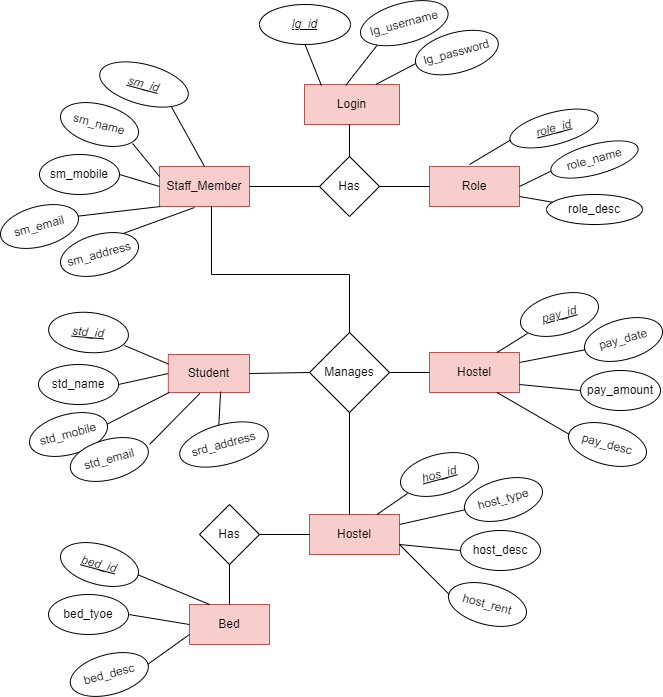 lg_id
lg_username
lg_password
Login
sm_id
sm_name
sm_mobile
sm_email
sm_address
Staff_Member
Has
Role
role_id
role_name
role_desc
std_id
std_name
std_mobile
std_email
srd_address
Student
Manages
Hostel
pay_id
pay_date
pay_amount
pay_desc
Has
Hostel
hos_id
host_type
host_desc
host_rent
bed_id
bed_tyoe
bed_desc
Bed